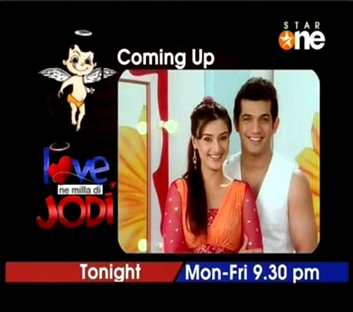 STAR
one
Coming Up
love
ne milla di
JODi
Tonight
Mon-Fri 9.30 pm